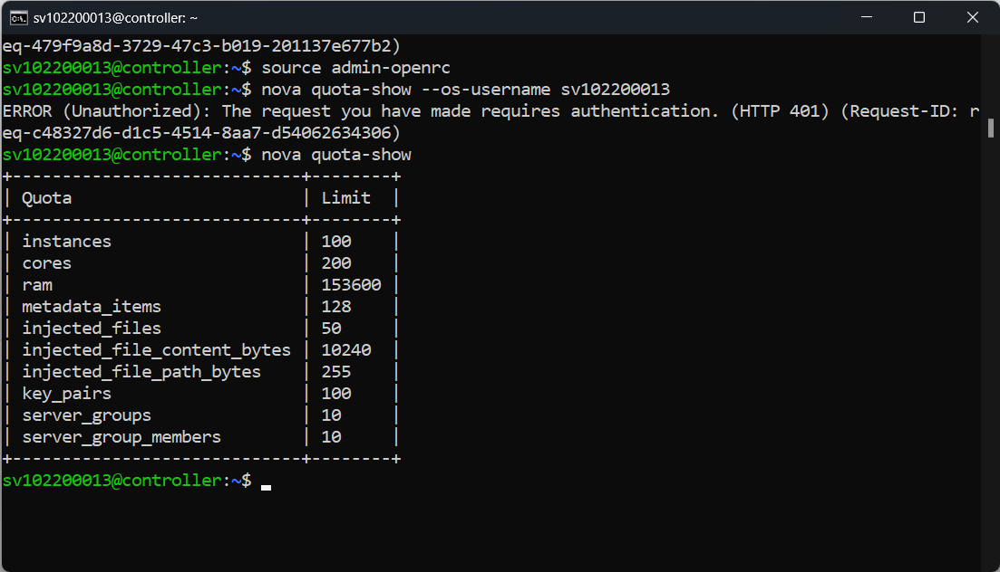 sv102200013@controller: ~
eq-479f9a8d-3729-47c3-b019-201137e677b2)
sv102200013@controller:~$ source admin-openrc
sv102200013@controller:~$ nova quota-show --os-username sv102200013
ERROR (Unauthorized): The request you have made requires authentication. (HTTP 401) (Request-ID: r
eq-c48327d6-d1c5-4514-8aa7-d54062634306)
sv102200013@controller:~$ nova quota-show
+-----------------------------+--------+
| Quota                       | Limit  |
+-----------------------------+--------+
| instances                   | 100    |
| cores                       | 200    |
| ram                         | 153600 |
| metadata_items              | 128    |
| injected_files              | 50     |
| injected_file_content_bytes | 10240  |
| injected_file_path_bytes    | 255    |
| key_pairs                   | 100    |
| server_groups               | 10     |
| server_group_members        | 10     |
+-----------------------------+--------+
sv102200013@controller:~$